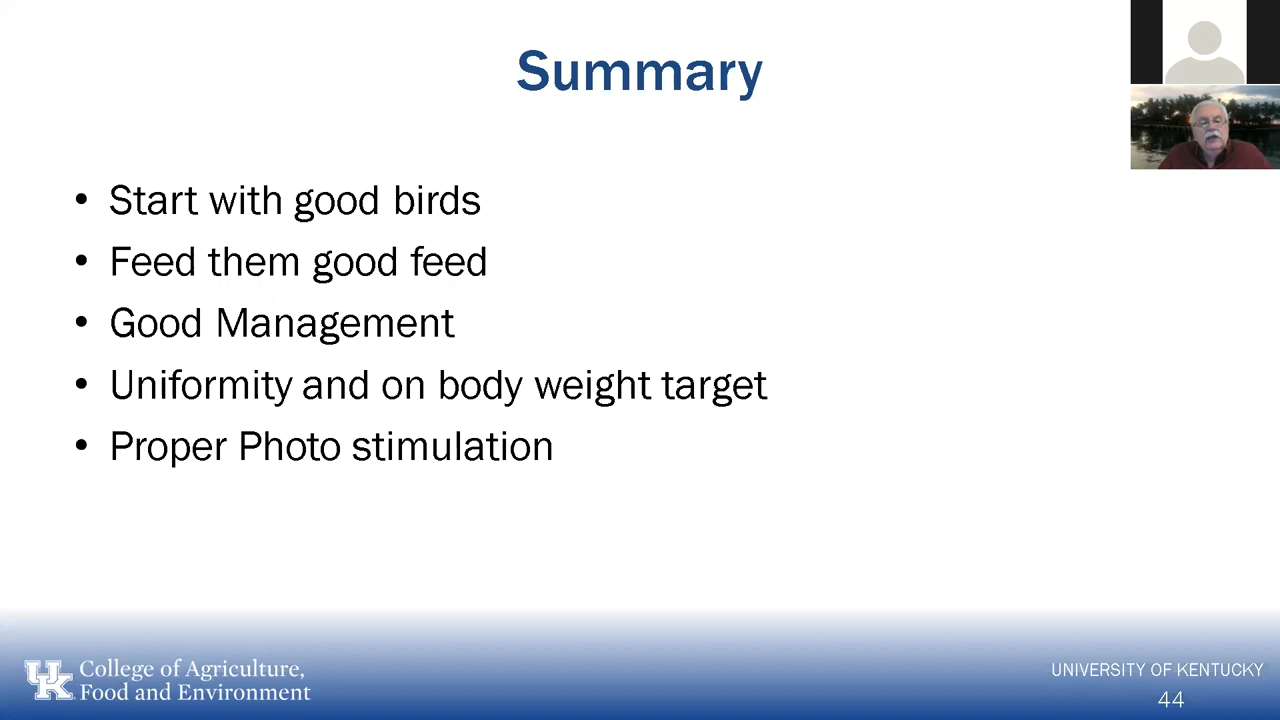 Summary
• Start with good birds
• Feed them good feed
• Good Management
• Uniformity and on body weight target
• Proper Photo stimulation
UK College of Agriculture,
Food and Environment
UNIVERSITY OF KENTUCKY
44